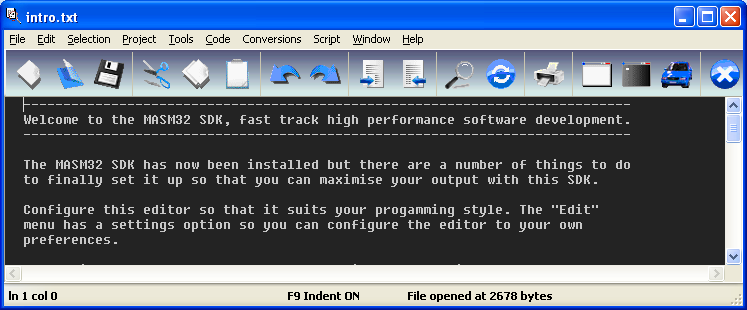 intro.txt
File Edit Selection Project Tools Code Conversions Script Window Help
Welcome to the MASM32 SDK, fast track high performance software development.
The MASM32 SDK has now been installed but there are a number of things to do
to finally set it up so that you can maximise your output with this SDK.
Configure this editor so that it suits your progamming style. The "Edit"
menu has a settings option so you can configure the editor to your own
preferences.
ln 1 col 0 F9 Indent ON File opened at 2678 bytes